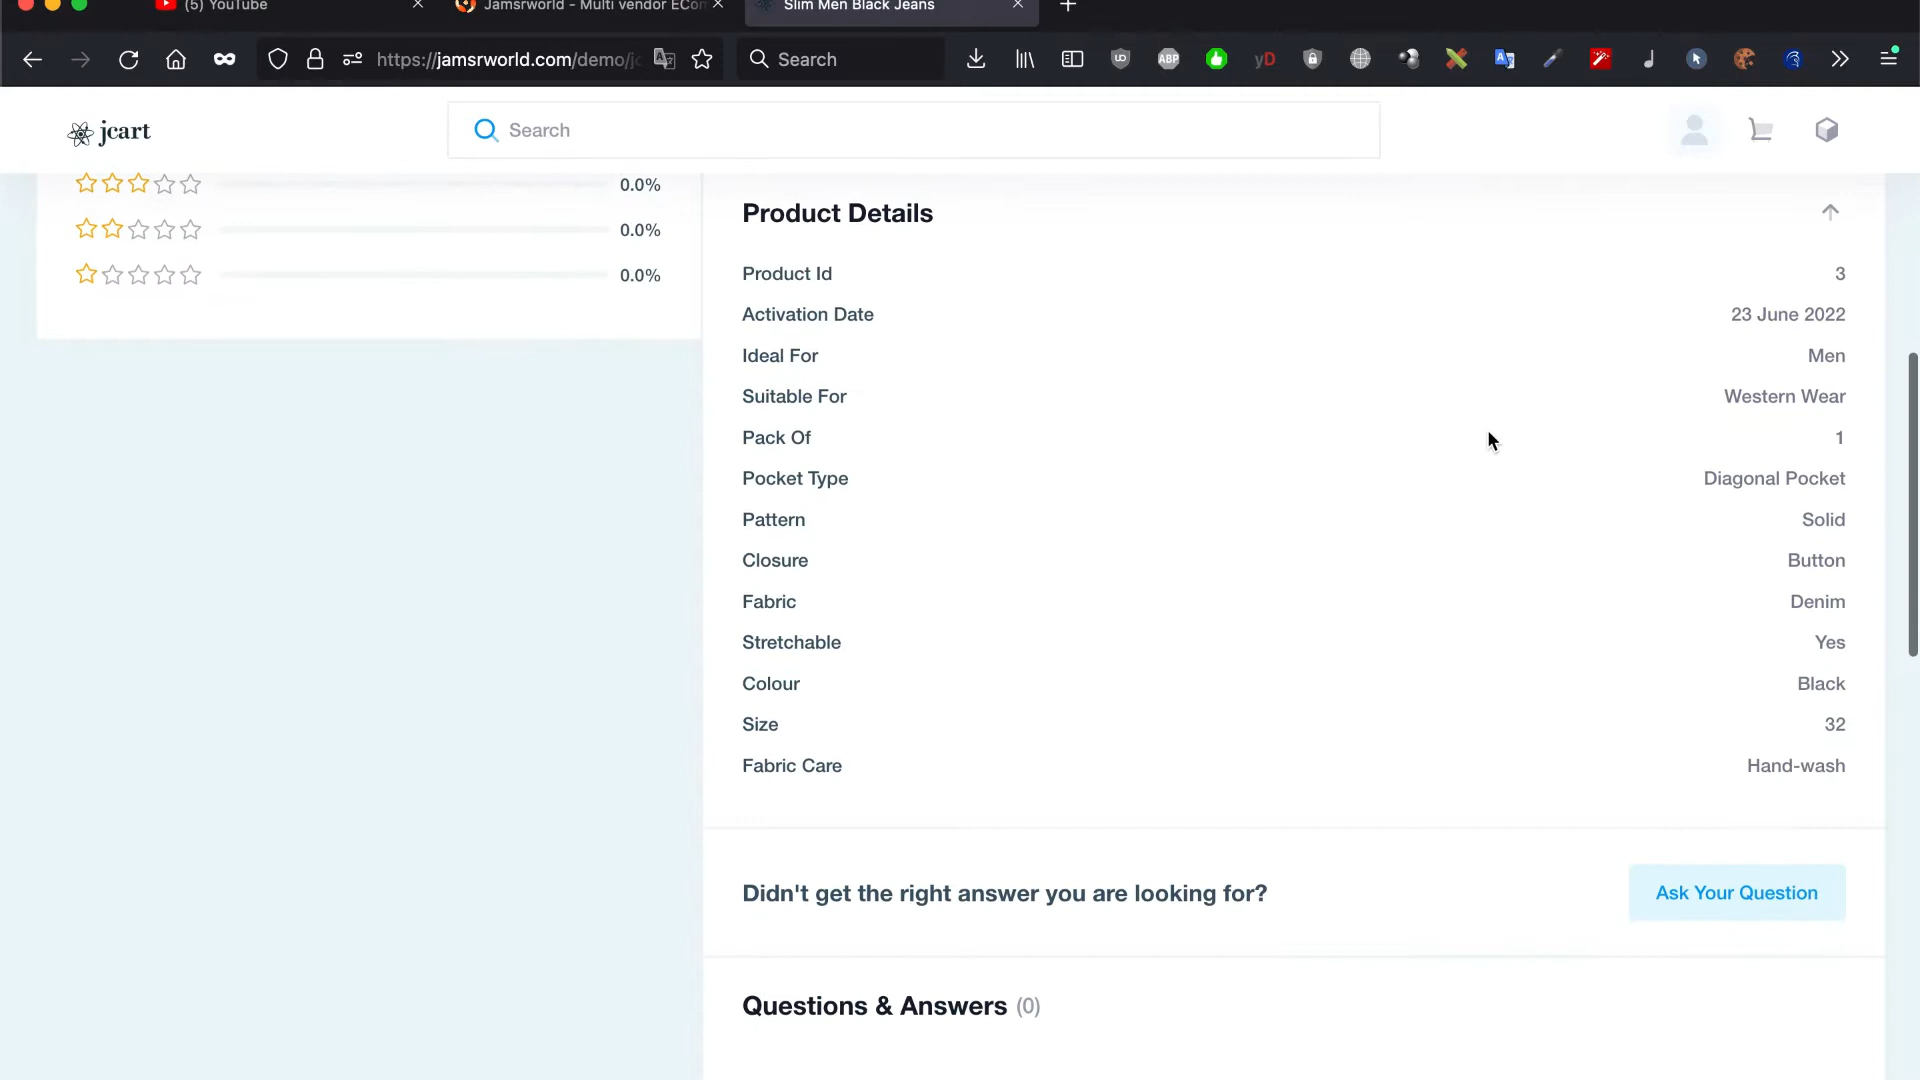 (5) YouTube
Jamsrworld - Multi vendor ECom
Slim Men Black Jeans
https://jamsrworld.com/demo/jc
Search
jcart
Search
0.0%
0.0%
0.0%
Product Details
Product Id 3
Activation Date 23 June 2022
Ideal For Men
Suitable For Western Wear
Pack Of 1
Pocket Type Diagonal Pocket
Pattern Solid
Closure Button
Fabric Denim
Stretchable Yes
Colour Black
Size 32
Fabric Care Hand-wash
Didn't get the right answer you are looking for?
Ask Your Question
Questions & Answers (0)